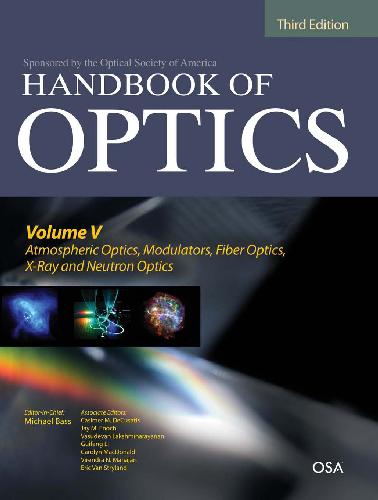 Third Edition
Sponsored by the Optical Society of America
HANDBOOK OF
OPTICS
Volume V
Atmospheric Optics, Modulators, Fiber Optics,
X-Ray and Neutron Optics
Editor-in-Chief:
Michael Bass
Associate Editors:
Casimer M. DeCusatis
Jay M. Enoch
Vasudevan Lakshminarayanan
Guifang Li
Carolyn MacDonald
Virendra N. Mahajan
Eric Van Stryland
OSA